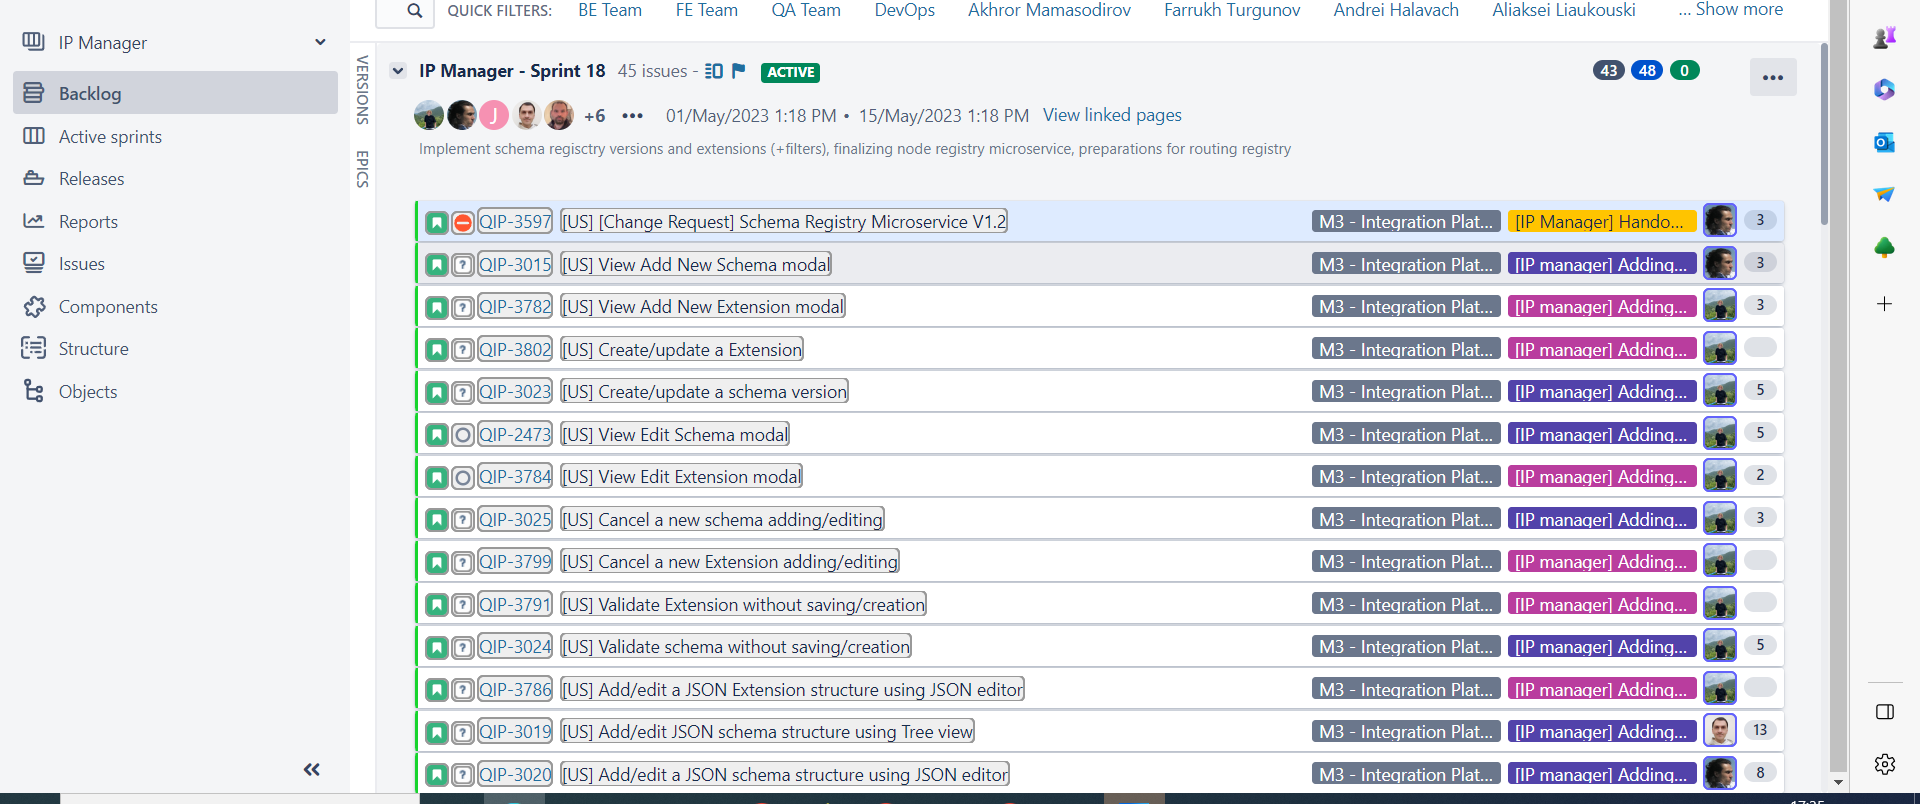 QUICK FILTERS: BE Team FE Team QA Team DevOps Akhror Mamasodirov Farrukh Turgunov Andrei Halavach Aliaksei Liaukouski ... Show more
IP Manager
Backlog
Active sprints
Releases
Reports
Issues
Components
Structure
Objects
VERSIONS
EPICS
IP Manager - Sprint 18 45 issues - ACTIVE 43 48 0 •••
J +6 ••• 01/May/2023 1:18 PM • 15/May/2023 1:18 PM View linked pages
Implement schema regisctry versions and extensions (+filters), finalizing node registry microservice, preparations for routing registry
QIP-3597 [US] [Change Request] Schema Registry Microservice V1.2 M3 - Integration Plat... [IP Manager] Hando... 3
? QIP-3015 [US] View Add New Schema modal M3 - Integration Plat... [IP manager] Adding... 3
? QIP-3782 [US] View Add New Extension modal M3 - Integration Plat... [IP manager] Adding... 3
? QIP-3802 [US] Create/update a Extension M3 - Integration Plat... [IP manager] Adding...
? QIP-3023 [US] Create/update a schema version M3 - Integration Plat... [IP manager] Adding... 5
QIP-2473 [US] View Edit Schema modal M3 - Integration Plat... [IP manager] Adding... 5
QIP-3784 [US] View Edit Extension modal M3 - Integration Plat... [IP manager] Adding... 2
? QIP-3025 [US] Cancel a new schema adding/editing M3 - Integration Plat... [IP manager] Adding... 3
? QIP-3799 [US] Cancel a new Extension adding/editing M3 - Integration Plat... [IP manager] Adding...
? QIP-3791 [US] Validate Extension without saving/creation M3 - Integration Plat... [IP manager] Adding...
? QIP-3024 [US] Validate schema without saving/creation M3 - Integration Plat... [IP manager] Adding... 5
? QIP-3786 [US] Add/edit a JSON Extension structure using JSON editor M3 - Integration Plat... [IP manager] Adding...
? QIP-3019 [US] Add/edit JSON schema structure using Tree view M3 - Integration Plat... [IP manager] Adding... 13
? QIP-3020 [US] Add/edit a JSON schema structure using JSON editor M3 - Integration Plat... [IP manager] Adding... 8